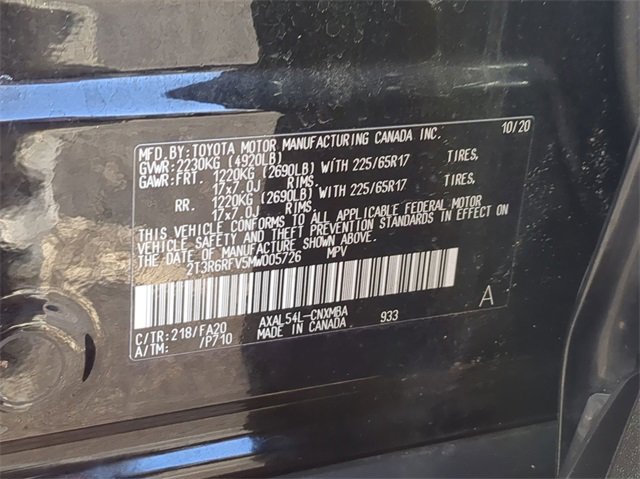 MFD. BY: TOYOTA MOTOR MANUFACTURING CANADA INC. 10/20
GVWR: 2230KG (4920LB)
GAWR: FRT. 1220KG (2690LB) WITH 225/65R17 TIRES,
17x7.0J RIMS.
RR. 1220KG (2690LB) WITH 225/65R17 TIRES,
17x7.0J RIMS.
THIS VEHICLE CONFORMS TO ALL APPLICABLE FEDERAL MOTOR
VEHICLE SAFETY AND THEFT PREVENTION STANDARDS IN EFFECT ON
THE DATE OF MANUFACTURE SHOWN ABOVE.
2T3R6RFV5MW005726 MPV
A
C/TR: 218/FA20 AXAL54L-CNXMBA 933
A/TM: /P710 MADE IN CANADA